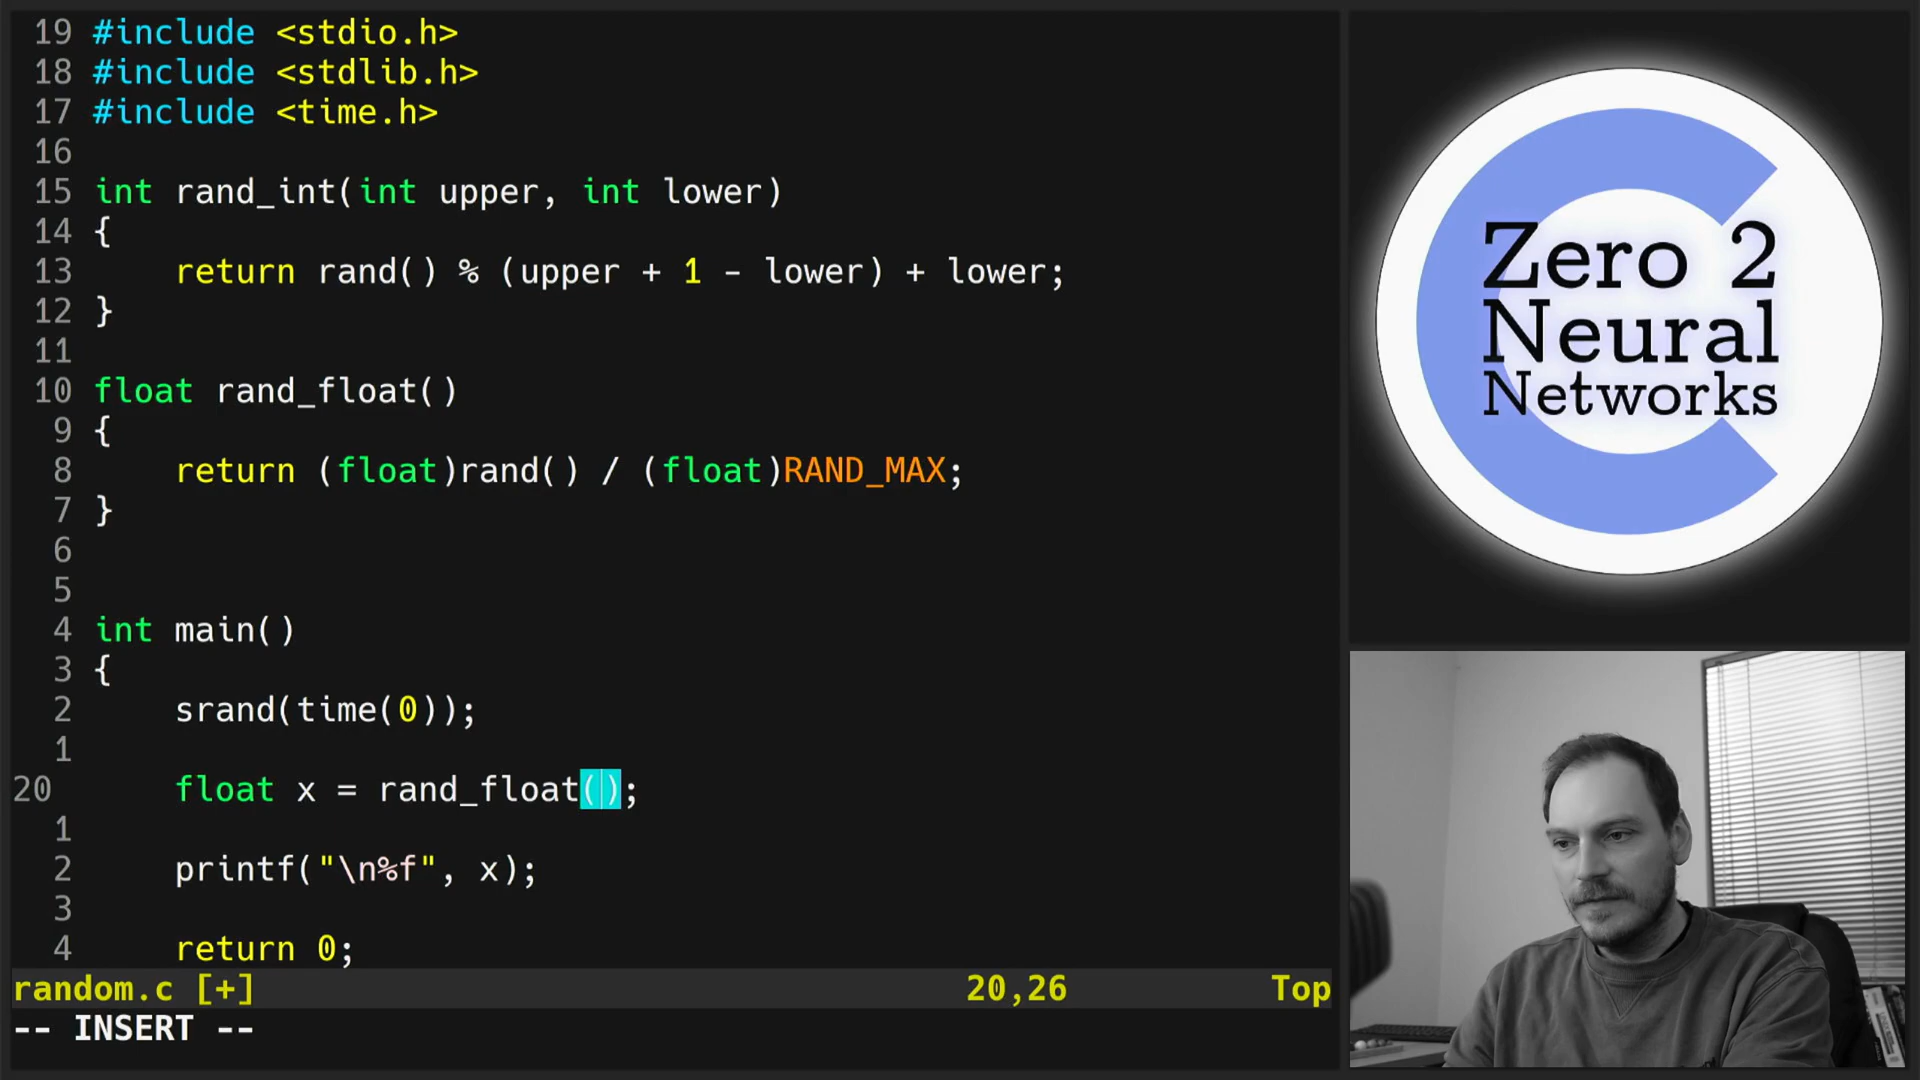 19 #include <stdio.h>
18 #include <stdlib.h>
17 #include <time.h>
16
15 int rand_int(int upper, int lower)
14 {
13     return rand() % (upper + 1 - lower) + lower;
12 }
11
10 float rand_float()
9 {
8     return (float)rand() / (float)RAND_MAX;
7 }
6
5
4 int main()
3 {
2     srand(time(0));
1
20     float x = rand_float();
1
2     printf("\n%f", x);
3
4     return 0;
random.c [+] 20,26 Top
-- INSERT --
Zero 2
Neural
Networks